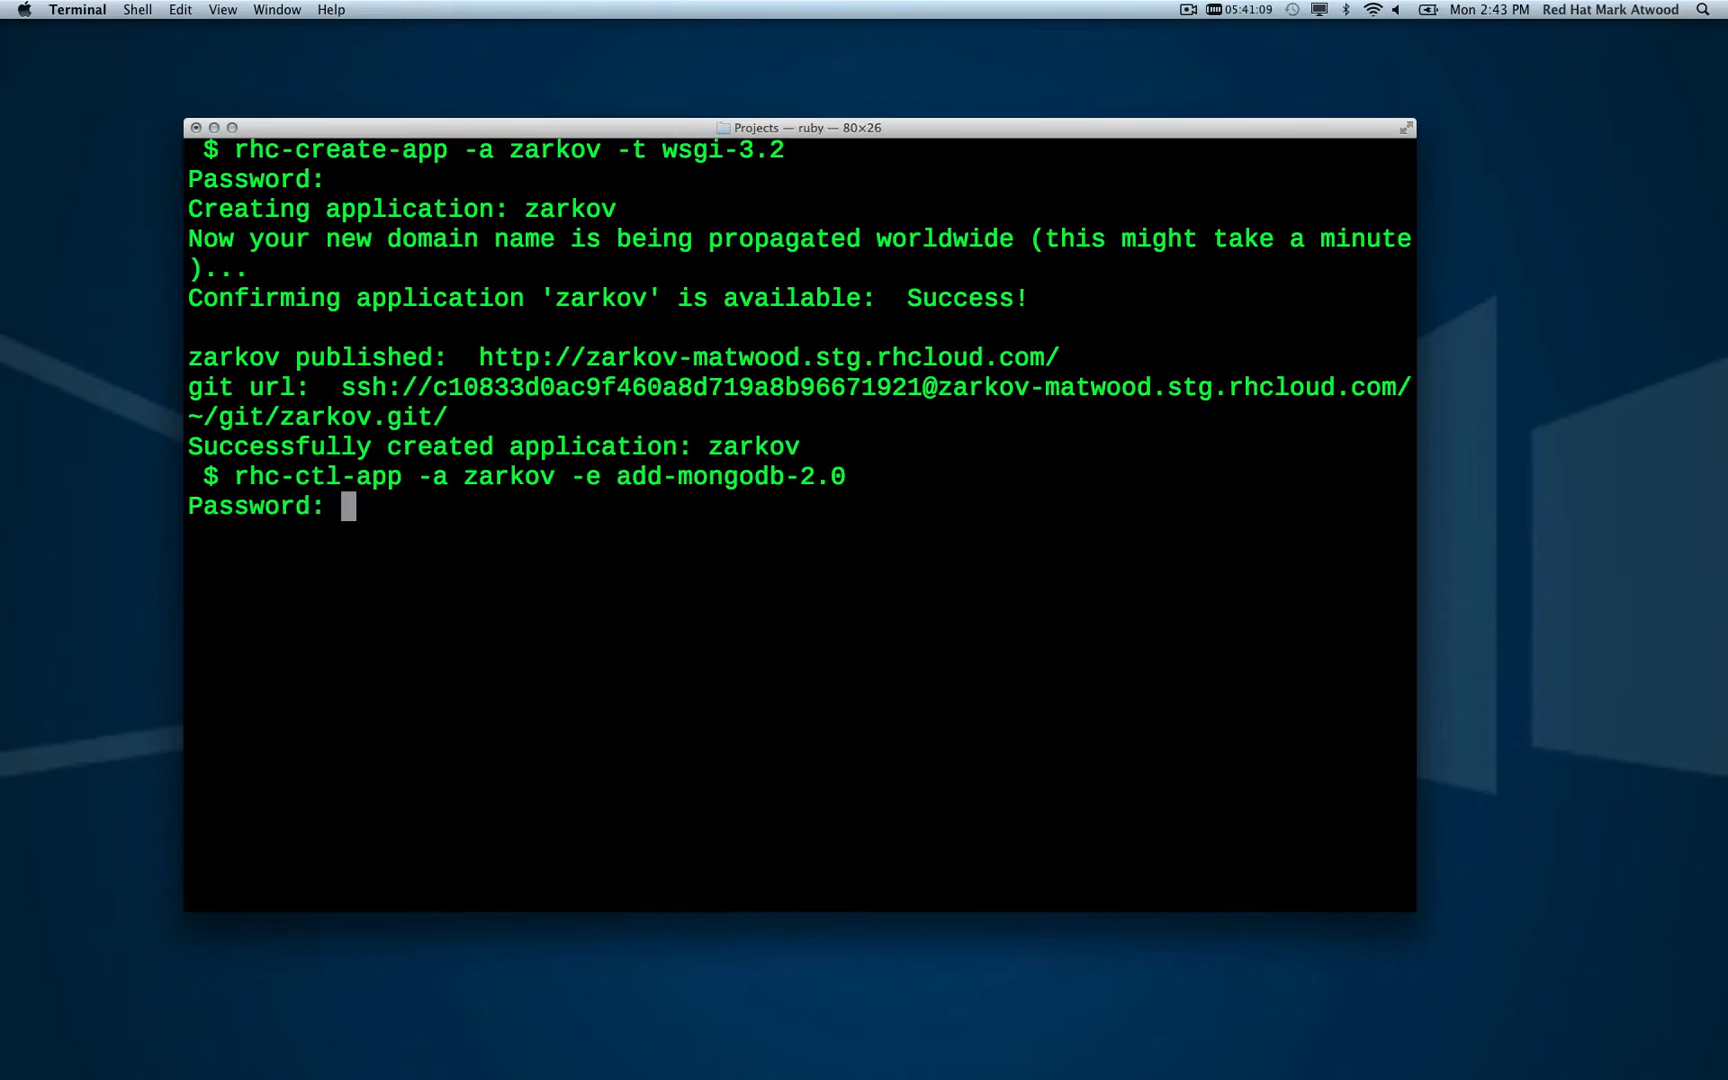 Terminal Shell Edit View Window Help 05:41:09 Mon 2:43 PM Red Hat Mark Atwood
Projects — ruby — 80×26
$ rhc-create-app -a zarkov -t wsgi-3.2
Password:
Creating application: zarkov
Now your new domain name is being propagated worldwide (this might take a minute
)...
Confirming application 'zarkov' is available:  Success!
zarkov published:  http://zarkov-matwood.stg.rhcloud.com/
git url:  ssh://c10833d0ac9f460a8d719a8b96671921@zarkov-matwood.stg.rhcloud.com/
~/git/zarkov.git/
Successfully created application: zarkov
$ rhc-ctl-app -a zarkov -e add-mongodb-2.0
Password: